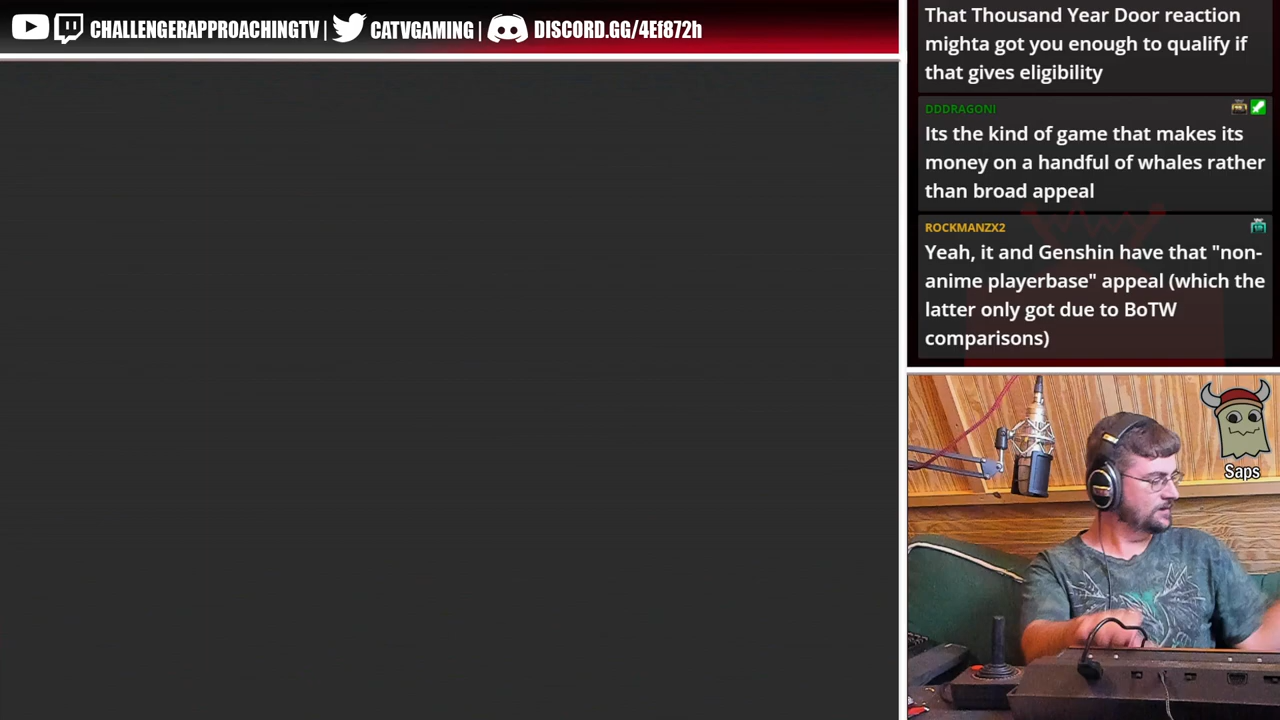 CHALLENGERAPPROACHINGTV | CATVGAMING | DISCORD.GG/4Ef872h
That Thousand Year Door reaction
mighta got you enough to qualify if
that gives eligibility
DDDRAGONI
Its the kind of game that makes its
money on a handful of whales rather
than broad appeal
ROCKMANZX2
Yeah, it and Genshin have that "non-
anime playerbase" appeal (which the
latter only got due to BoTW
comparisons)
Saps